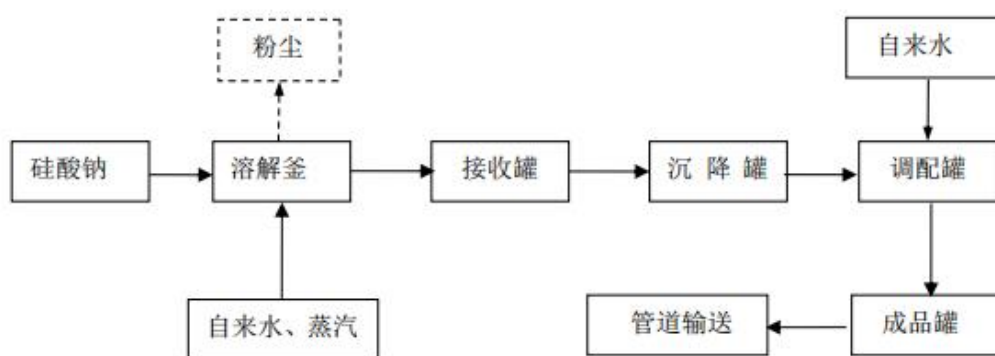 粉尘
自来水
硅酸钠
溶解釜
接收罐
沉降罐
调配罐
自来水、蒸汽
管道输送
成品罐